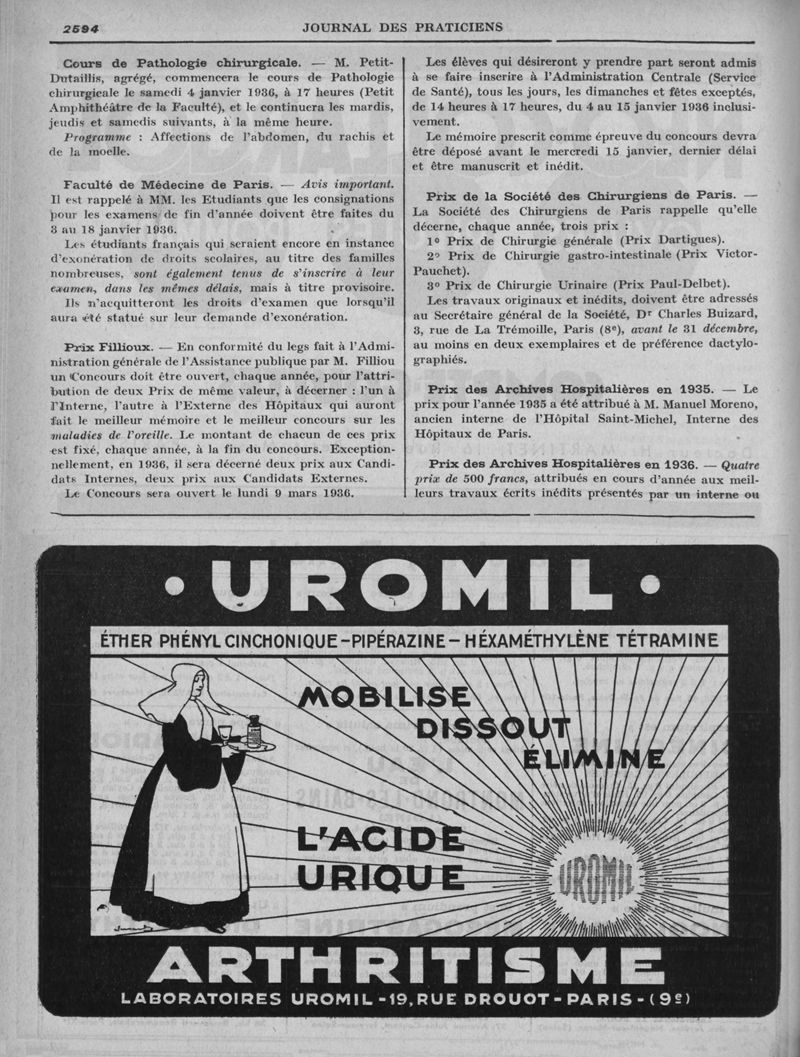 2594
JOURNAL DES PRATICIENS
Cours de Pathologie chirurgicale. — M. Petit-
Dutaillis, agrégé, commencera le cours de Pathologie
chirurgicale le samedi 4 janvier 1936, à 17 heures (Petit
Amphithéâtre de la Faculté), et le continuera les mardis,
jeudis et samedis suivants, à la même heure.
Programme : Affections de l'abdomen, du rachis et
de la moelle.
Faculté de Médecine de Paris. — Avis important.
Il est rappelé à MM. les Etudiants que les consignations
pour les examens de fin d'année doivent être faites du
3 au 18 janvier 1936.
Les étudiants français qui seraient encore en instance
d'exonération de droits scolaires, au titre des familles
nombreuses, sont également tenus de s'inscrire à leur
examen, dans les mêmes délais, mais à titre provisoire.
Ils n'acquitteront les droits d'examen que lorsqu'il
aura été statué sur leur demande d'exonération.
Prix Fillioux. — En conformité du legs fait à l'Admi-
nistration générale de l'Assistance publique par M. Filliou
un Concours doit être ouvert, chaque année, pour l'attri-
bution de deux Prix de même valeur, à décerner : l'un à
l'Interne, l'autre à l'Externe des Hôpitaux qui auront
fait le meilleur mémoire et le meilleur concours sur les
maladies de l'oreille. Le montant de chacun de ces prix
est fixé, chaque année, à la fin du concours. Exception-
nellement, en 1936, il sera décerné deux prix aux Candi-
dats Internes, deux prix aux Candidats Externes.
Le Concours sera ouvert le lundi 9 mars 1936.
Les élèves qui désireront y prendre part seront admis
à se faire inscrire à l'Administration Centrale (Service
de Santé), tous les jours, les dimanches et fêtes exceptés,
de 14 heures à 17 heures, du 4 au 15 janvier 1936 inclusi-
vement.
Le mémoire prescrit comme épreuve du concours devra
être déposé avant le mercredi 15 janvier, dernier délai
et être manuscrit et inédit.
Prix de la Société des Chirurgiens de Paris. —
La Société des Chirurgiens de Paris rappelle qu'elle
décerne, chaque année, trois prix :
1º Prix de Chirurgie générale (Prix Dartigues).
2º Prix de Chirurgie gastro-intestinale (Prix Victor-
Pauchet).
3º Prix de Chirurgie Urinaire (Prix Paul-Delbet).
Les travaux originaux et inédits, doivent être adressés
au Secrétaire général de la Société, Dr Charles Buizard,
3, rue de La Trémoille, Paris (8e), avant le 31 décembre,
au moins en deux exemplaires et de préférence dactylo-
graphiés.
Prix des Archives Hospitalières en 1935. — Le
prix pour l'année 1935 a été attribué à M. Manuel Moreno,
ancien interne de l'Hôpital Saint-Michel, Interne des
Hôpitaux de Paris.
Prix des Archives Hospitalières en 1936. — Quatre
prix de 500 francs, attribués en cours d'année aux meil-
leurs travaux écrits inédits présentés par un interne ou
• UROMIL •
ÉTHER PHÉNYL CINCHONIQUE - PIPÉRAZINE - HÉXAMÉTHYLÈNE TÉTRAMINE
MOBILISE
DISSOUT
ÉLIMINE
L'ACIDE
URIQUE
UROMIL
ARTHRITISME
LABORATOIRES UROMIL - 19, RUE DROUOT - PARIS - (9e)